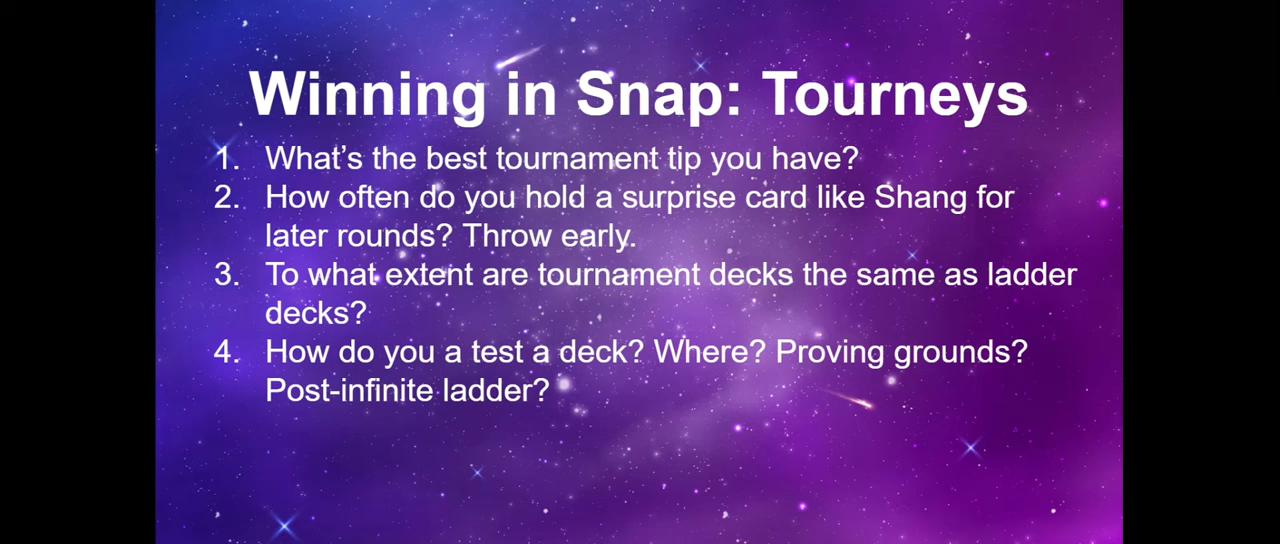 Winning in Snap: Tourneys
1. What's the best tournament tip you have?
2. How often do you hold a surprise card like Shang for
later rounds? Throw early.
3. To what extent are tournament decks the same as ladder
decks?
4. How do you a test a deck? Where? Proving grounds?
Post-infinite ladder?